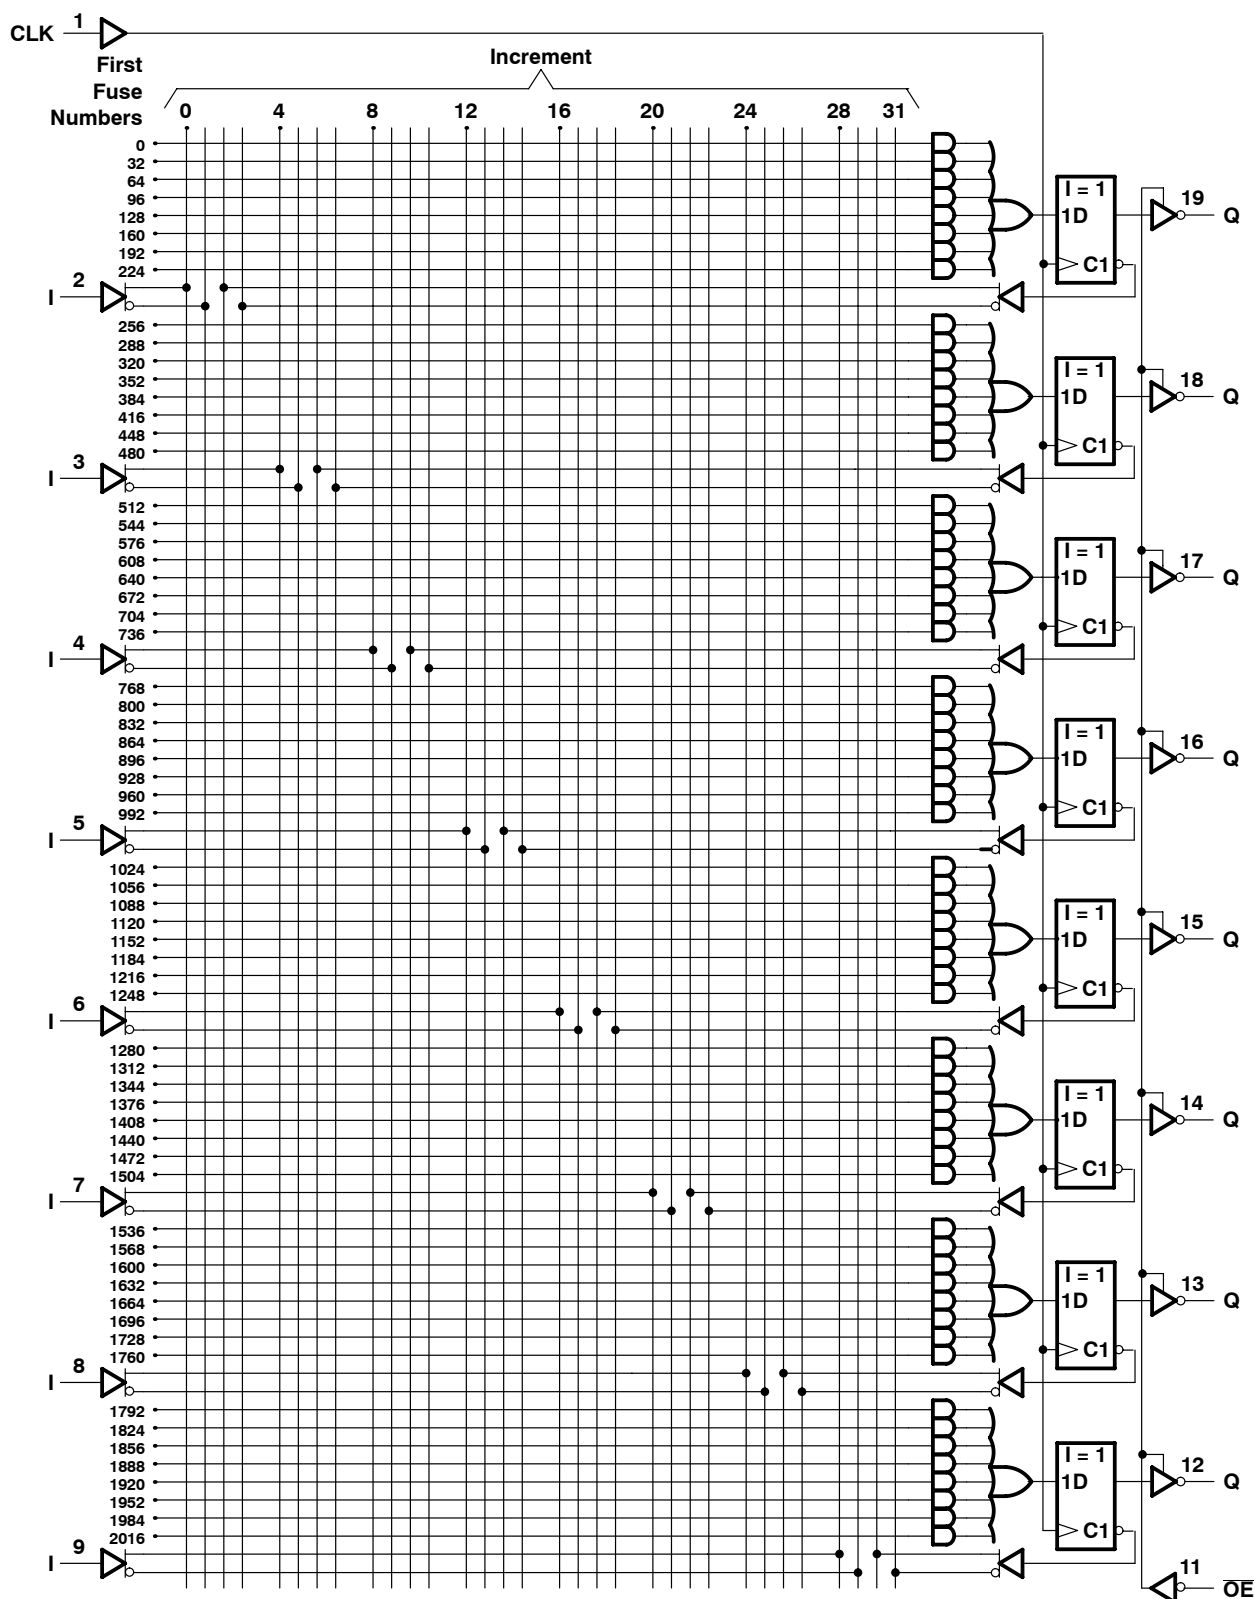 CLK 1
First
Fuse
Numbers
Increment
0 4 8 12 16 20 24 28 31
0
32
64
96
128
160
192
224
I = 1
1D
C1
19 Q
I 2
256
288
320
352
384
416
448
480
I = 1
1D
C1
18 Q
I 3
512
544
576
608
640
672
704
736
I = 1
1D
C1
17 Q
I 4
768
800
832
864
896
928
960
992
I = 1
1D
C1
16 Q
I 5
1024
1056
1088
1120
1152
1184
1216
1248
I = 1
1D
C1
15 Q
I 6
1280
1312
1344
1376
1408
1440
1472
1504
I = 1
1D
C1
14 Q
I 7
1536
1568
1600
1632
1664
1696
1728
1760
I = 1
1D
C1
13 Q
I 8
1792
1824
1856
1888
1920
1952
1984
2016
I = 1
1D
C1
12 Q
I 9
11 OE